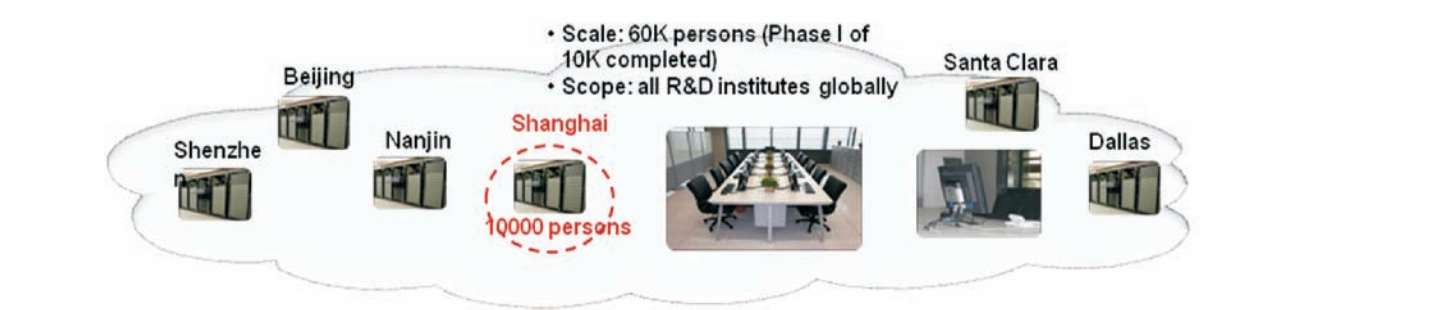 • Scale: 60K persons (Phase I of
10K completed)
• Scope: all R&D institutes globally
Beijing
Santa Clara
Shanghai
Nanjin
Dallas
Shenzhe
n
10000 persons